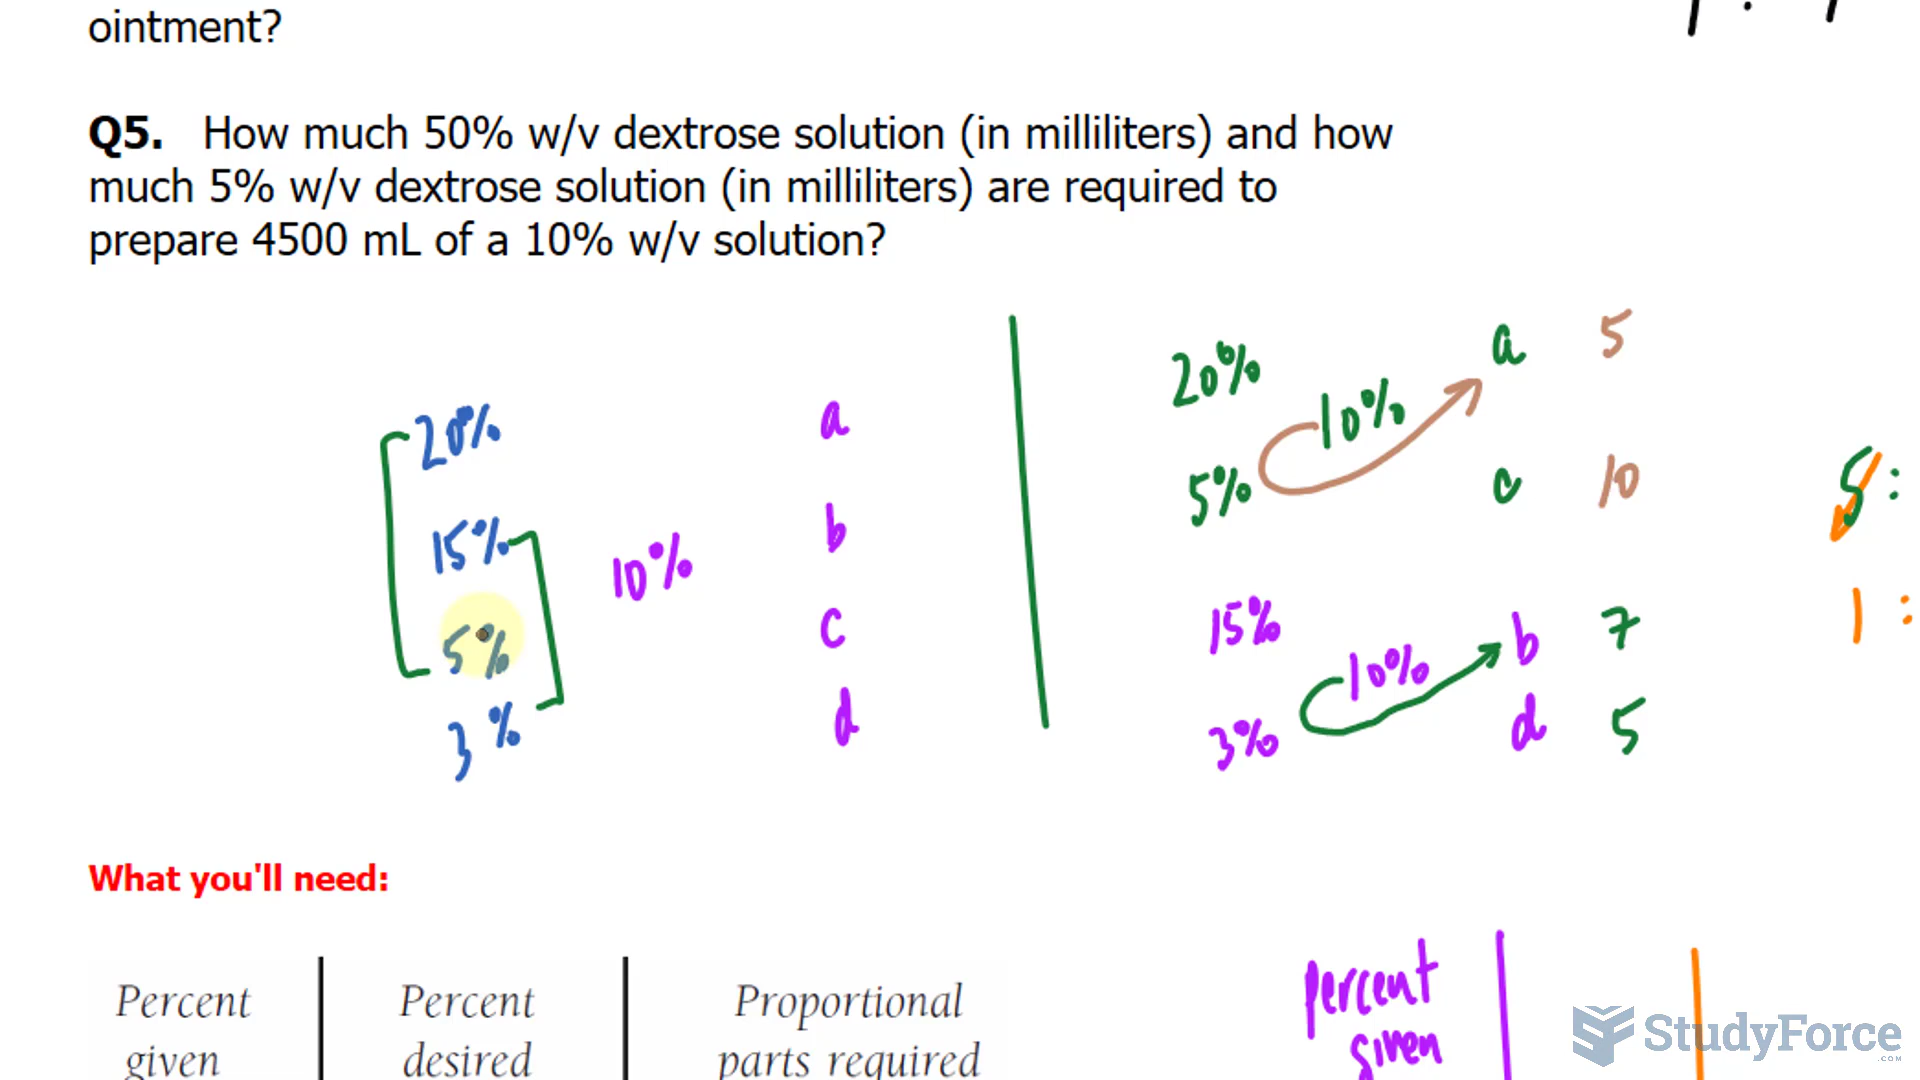 ointment?
Q5. How much 50% w/v dextrose solution (in milliliters) and how
much 5% w/v dextrose solution (in milliliters) are required to
prepare 4500 mL of a 10% w/v solution?
20%
15%
5%
3%
10%
a
b
c
d
20%
10%
5%
a 5
c 10
15%
10%
3%
b 7
d 5
5:
1:
What you'll need:
Percent
given
Percent
desired
Proportional
parts required
percent
given
StudyForce
.COM